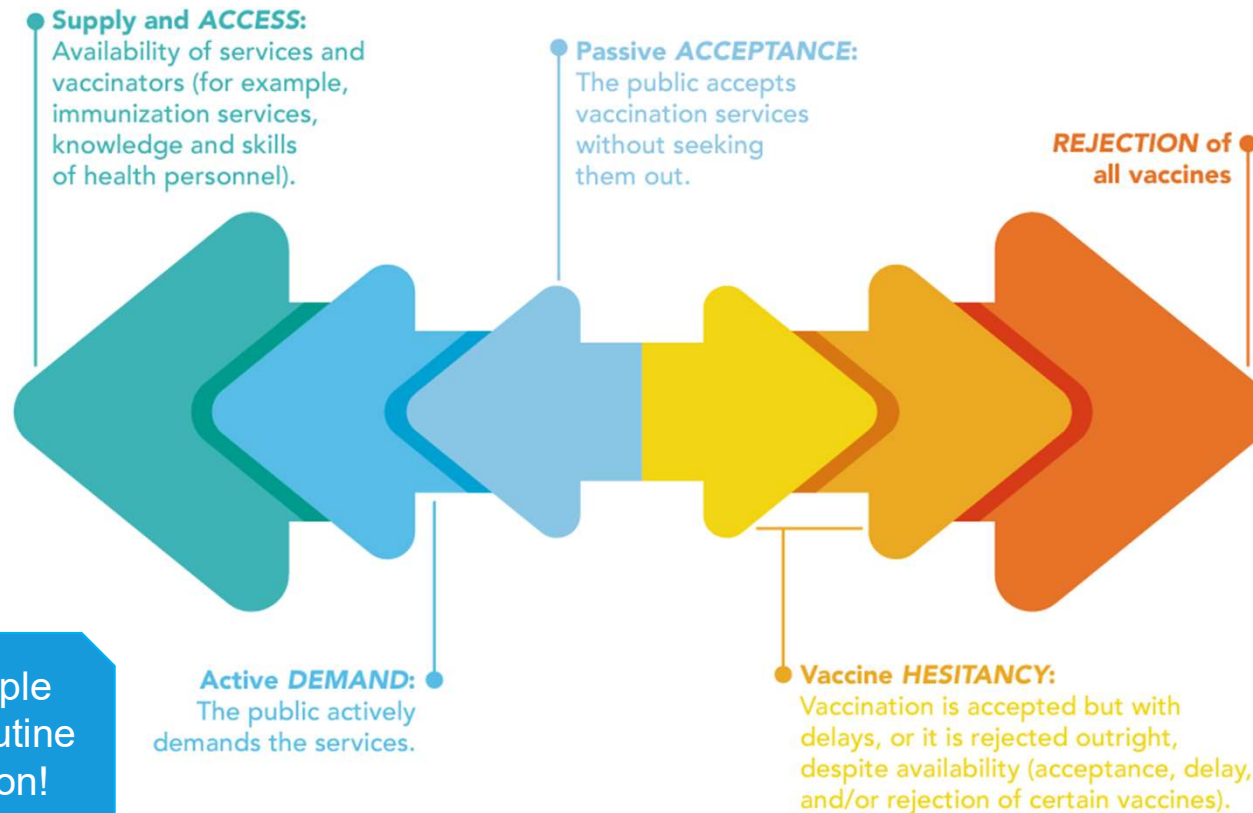 Supply and ACCESS:
Availability of services and
vaccinators (for example,
immunization services,
knowledge and skills
of health personnel).
Passive ACCEPTANCE:
The public accepts
vaccination services
without seeking
them out.
REJECTION of
all vaccines
ple
utine
on!
Active DEMAND:
The public actively
demands the services.
Vaccine HESITANCY:
Vaccination is accepted but with
delays, or it is rejected outright,
despite availability (acceptance, delay,
and/or rejection of certain vaccines).